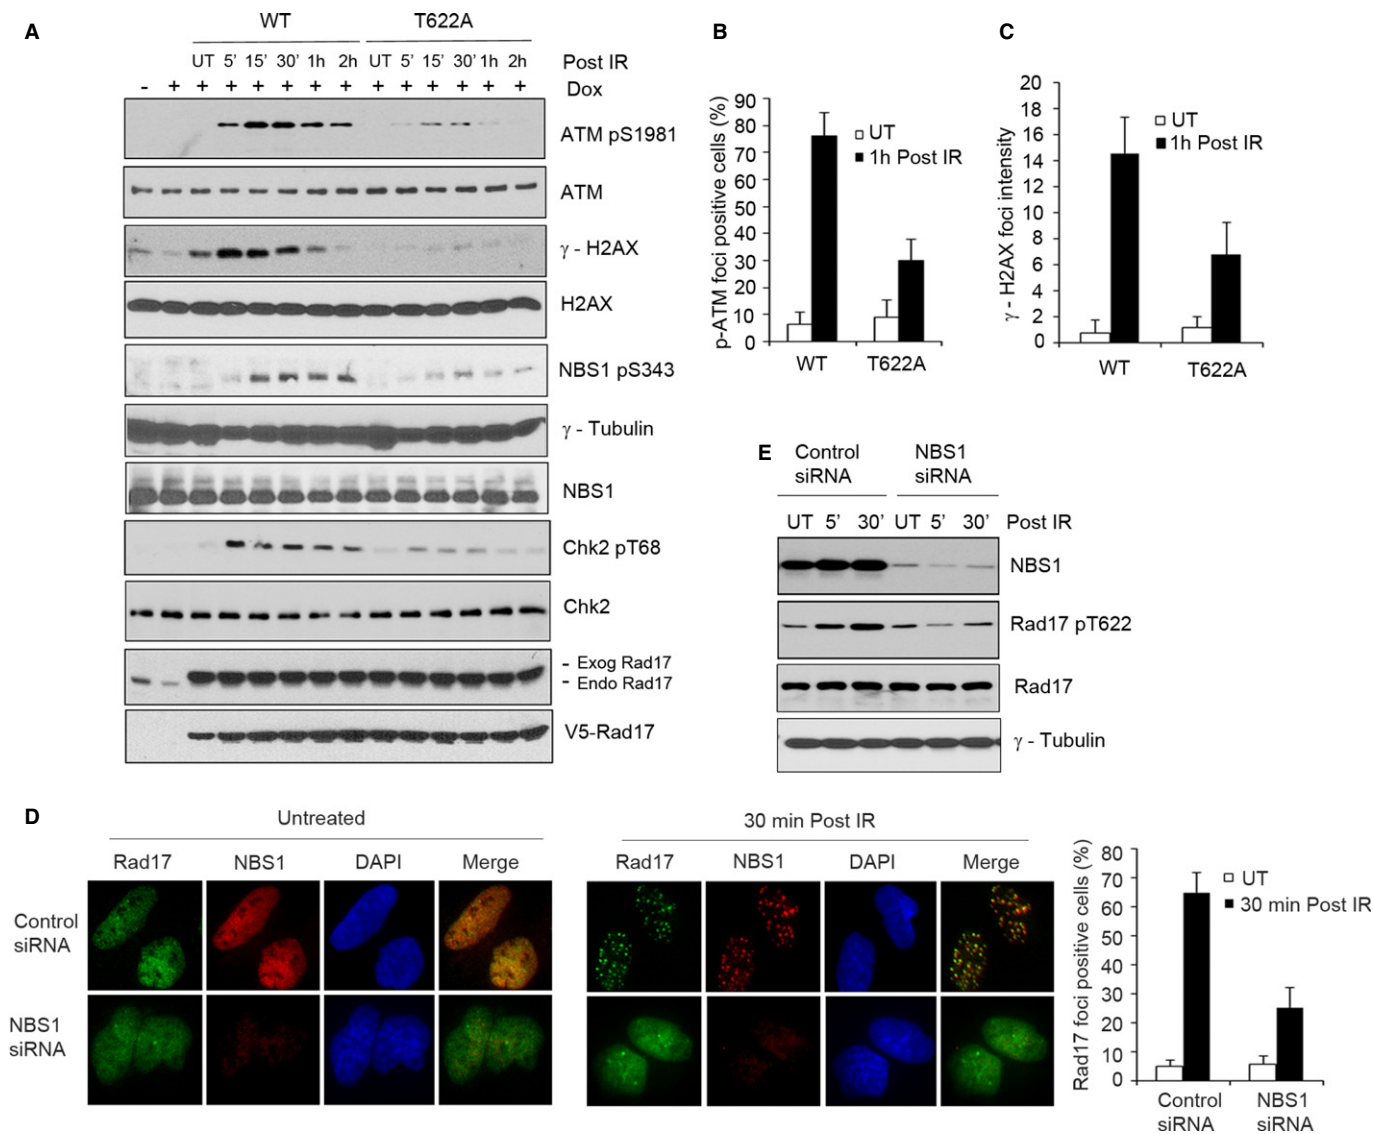 A
WT T622A
UT 5' 15' 30' 1h 2h UT 5' 15' 30' 1h 2h Post IR
- + + + + + + + + + + + + + Dox
ATM pS1981
ATM
γ - H2AX
H2AX
NBS1 pS343
γ - Tubulin
NBS1
Chk2 pT68
Chk2
- Exog Rad17
- Endo Rad17
V5-Rad17
B
p-ATM foci positive cells (%)
90
80
70
60
50
40
30
20
10
0
UT
1h Post IR
WT T622A
C
γ - H2AX foci intensity
20
18
16
14
12
10
8
6
4
2
0
UT
1h Post IR
WT T622A
E
Control siRNA
NBS1 siRNA
UT 5' 30' UT 5' 30' Post IR
NBS1
Rad17 pT622
Rad17
γ - Tubulin
D
Untreated
Rad17 NBS1 DAPI Merge
30 min Post IR
Rad17 NBS1 DAPI Merge
Control
siRNA
NBS1
siRNA
Rad17 foci positive cells (%)
80
70
60
50
40
30
20
10
0
UT
30 min Post IR
Control siRNA
NBS1 siRNA